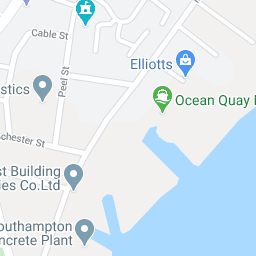 Cable St
Elliotts
Peel St
stics
Ocean Quay
chester St
st Building
ies Co.Ltd
outhampton
ncrete Plant